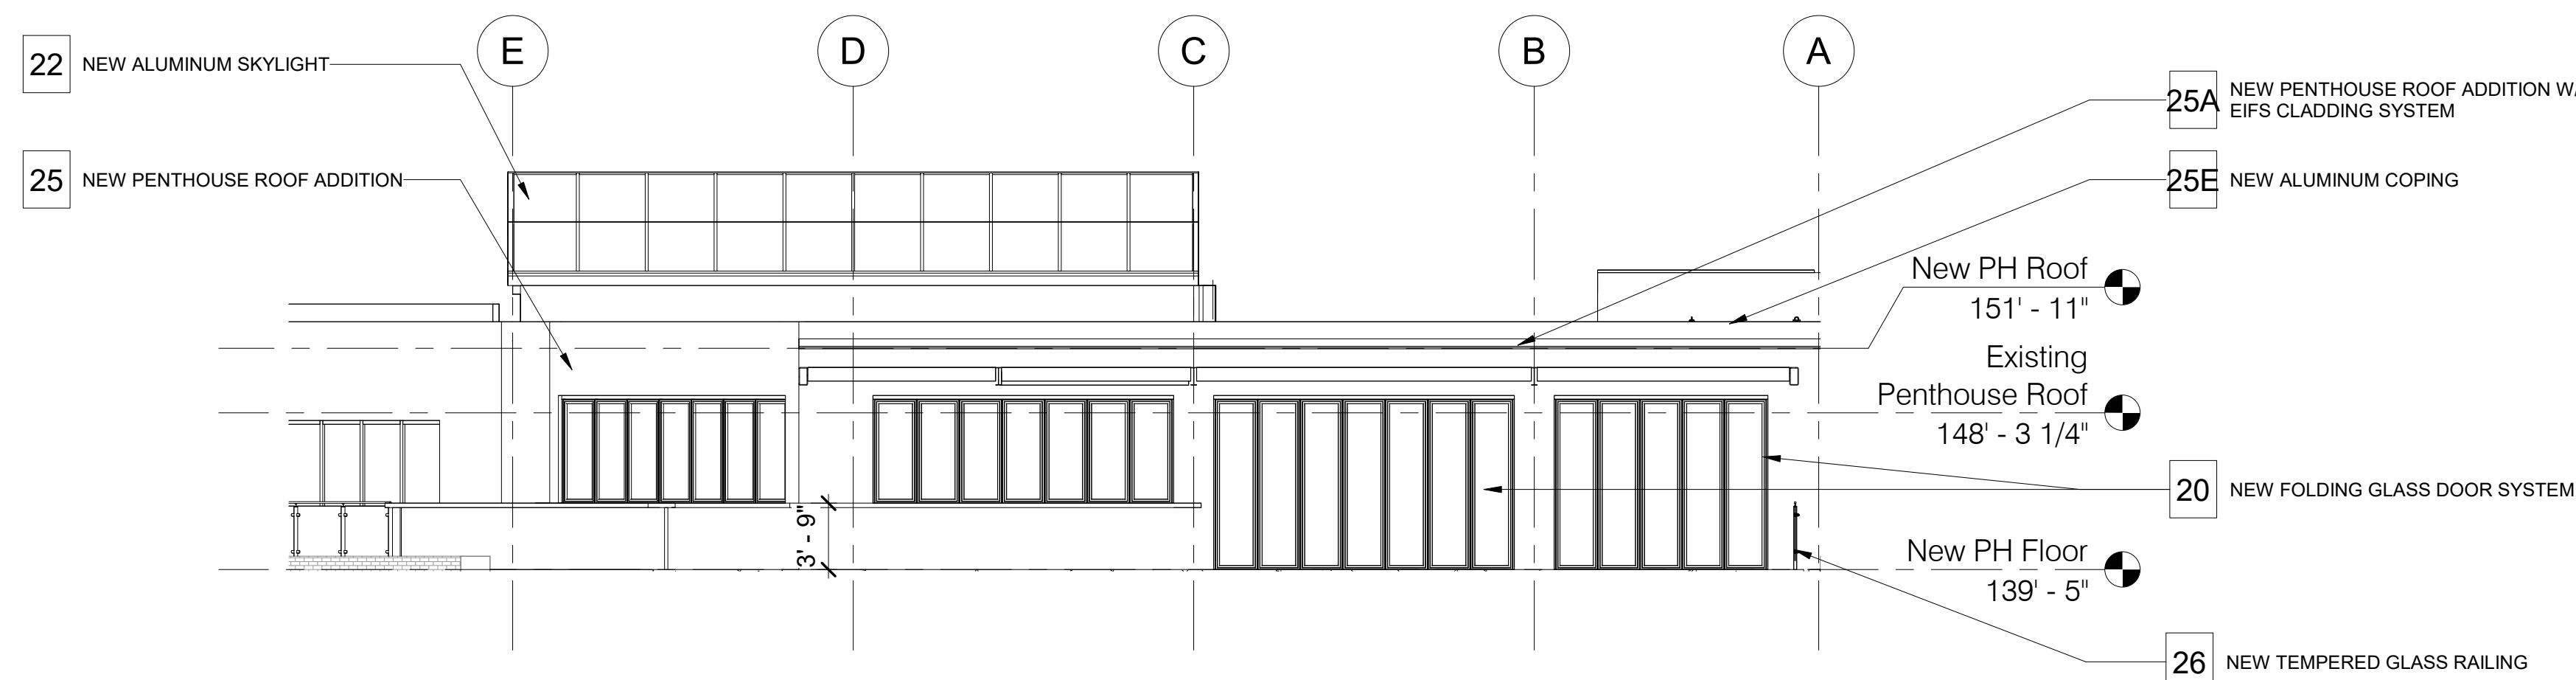 E
D
C
B
A
22
NEW ALUMINUM SKYLIGHT
25
NEW PENTHOUSE ROOF ADDITION
25A
NEW PENTHOUSE ROOF ADDITION W/
EIFS CLADDING SYSTEM
25E
NEW ALUMINUM COPING
New PH Roof
151' - 11"
Existing
Penthouse Roof
148' - 3 1/4"
20
NEW FOLDING GLASS DOOR SYSTEM
3' - 9"
New PH Floor
139' - 5"
26
NEW TEMPERED GLASS RAILING